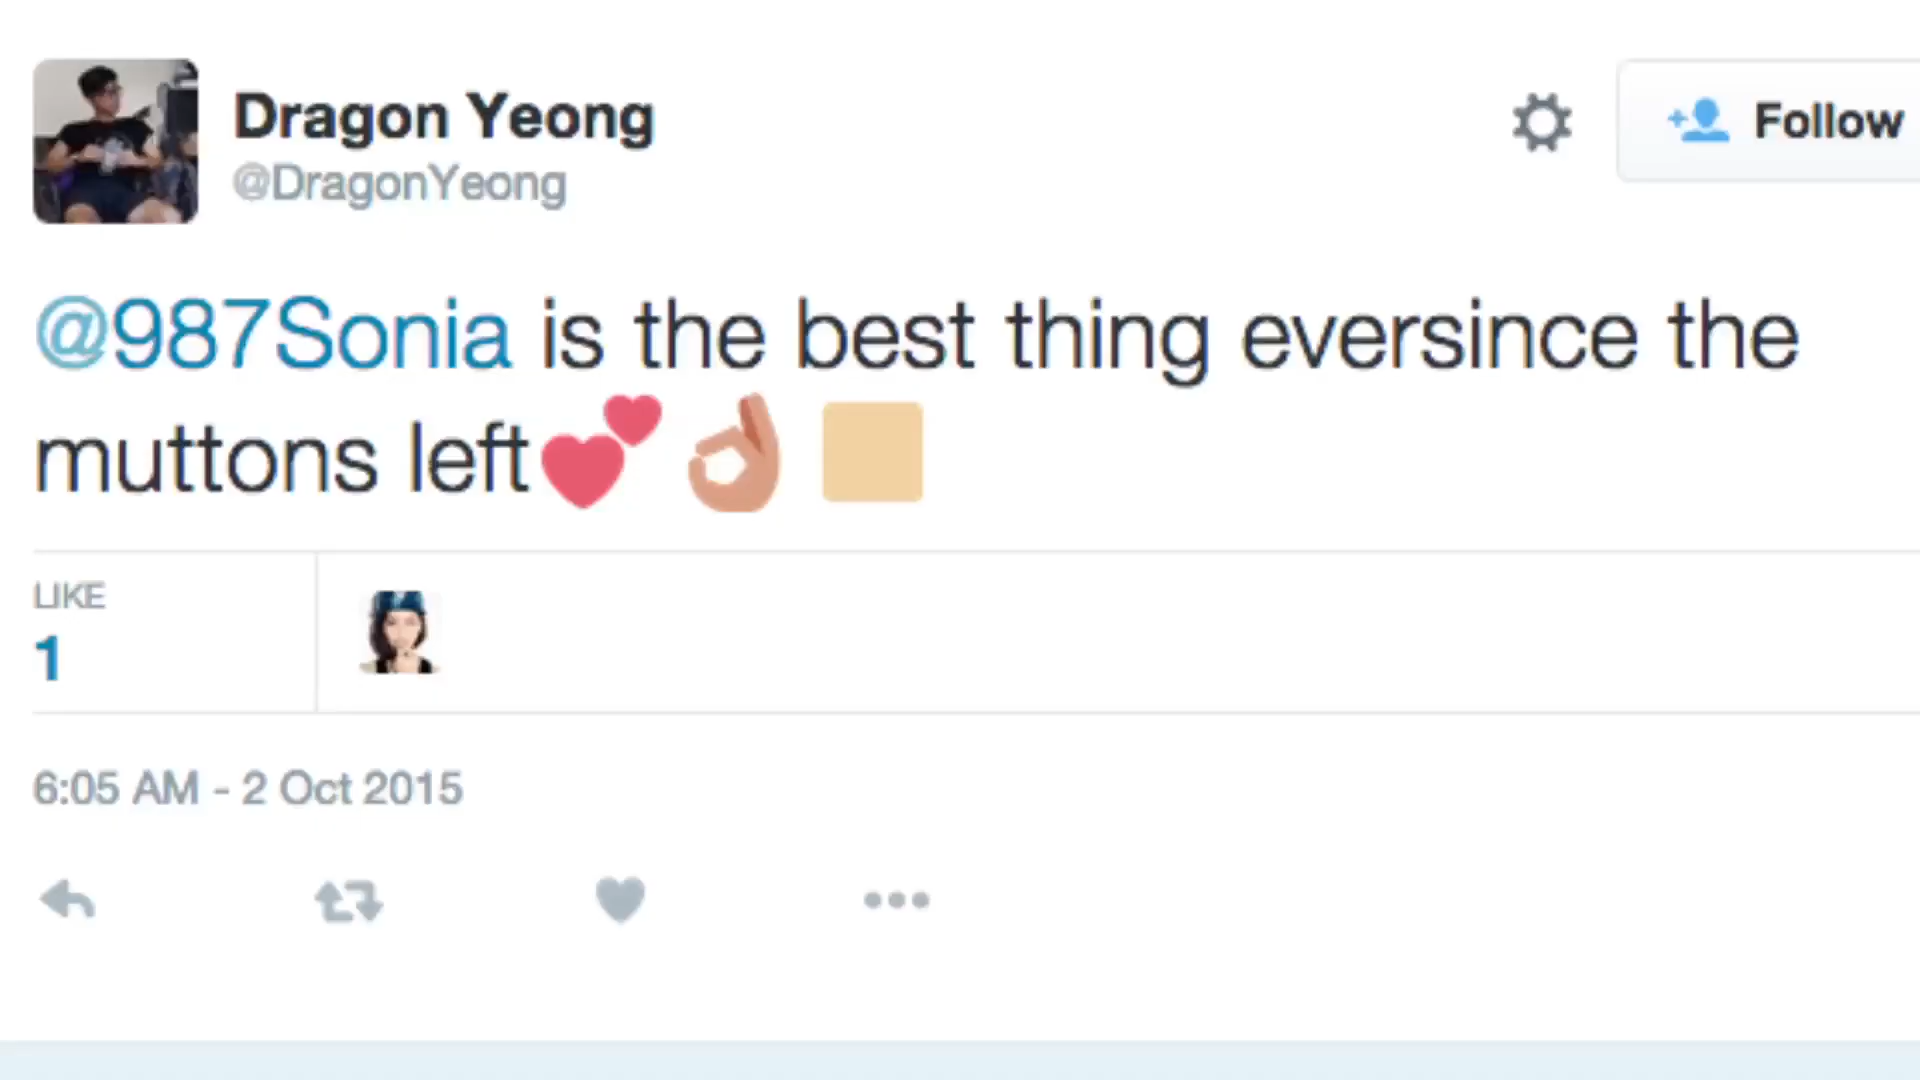 Dragon Yeong
@DragonYeong
Follow
@987Sonia is the best thing eversince the
muttons left💕👌🏼
LIKE
1
6:05 AM - 2 Oct 2015